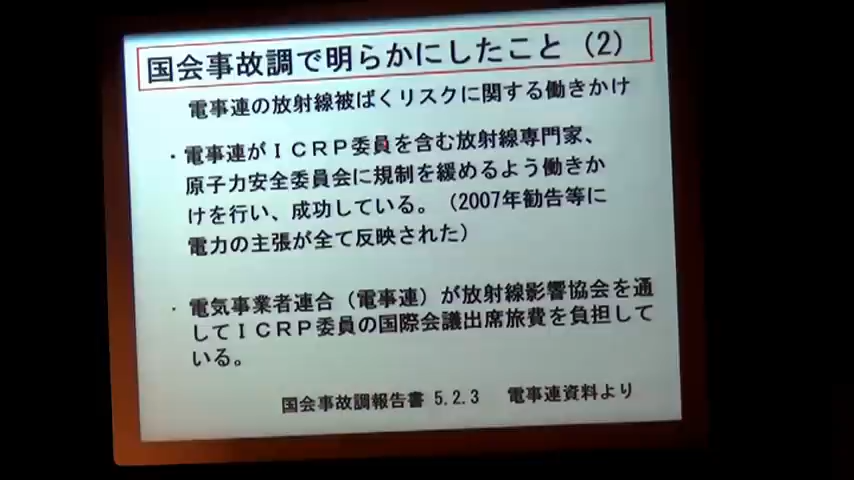 国会事故調で明らかにしたこと（2）
電事連の放射線被ばくリスクに関する働きかけ
・電事連がＩＣＲＰ委員を含む放射線専門家、
原子力安全委員会に規制を緩めるよう働きか
けを行い、成功している。（2007年勧告等に
電力の主張が全て反映された）
・電気事業者連合（電事連）が放射線影響協会を通
してＩＣＲＰ委員の国際会議出席旅費を負担して
いる。
国会事故調報告書 5.2.3　電事連資料より